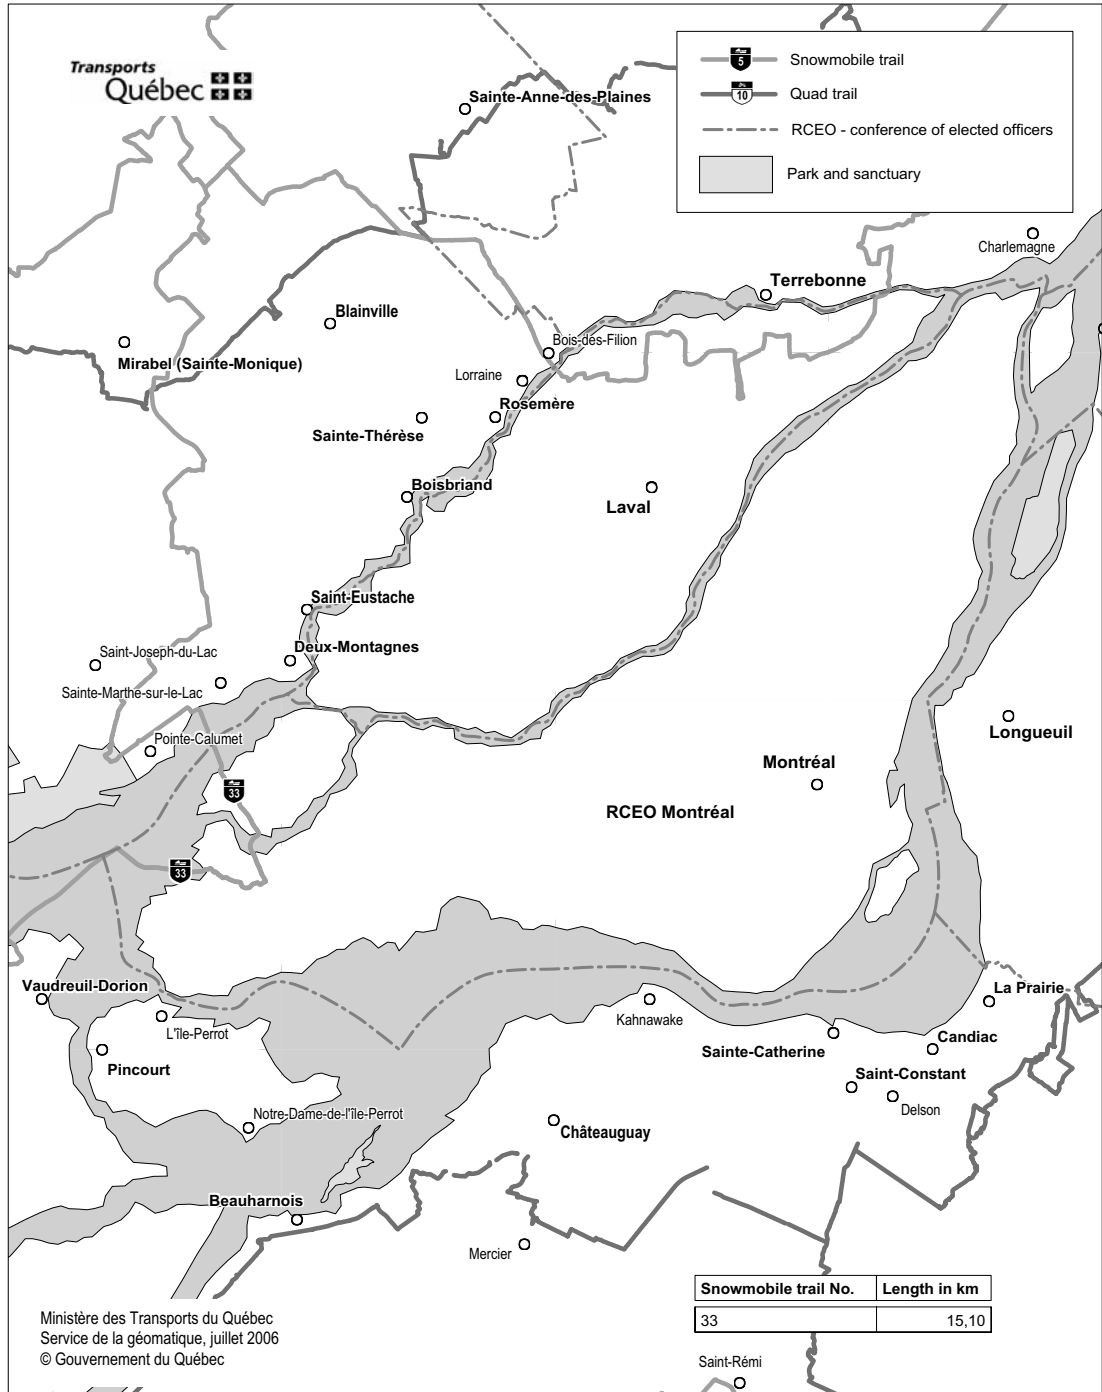 Transports
Québec
5
Snowmobile trail
10
Quad trail
RCEO - conference of elected officers
Park and sanctuary
Sainte-Anne-des-Plaines
Charlemagne
Terrebonne
Blainville
Bois-des-Filion
Mirabel (Sainte-Monique)
Lorraine
Rosemère
Sainte-Thérèse
Boisbriand
Laval
Saint-Eustache
Deux-Montagnes
Saint-Joseph-du-Lac
Sainte-Marthe-sur-le-Lac
Pointe-Calumet
Longueuil
Montréal
33
RCEO Montréal
33
Vaudreuil-Dorion
La Prairie
L'île-Perrot
Kahnawake
Sainte-Catherine
Candiac
Pincourt
Saint-Constant
Delson
Notre-Dame-de-l'île-Perrot
Châteauguay
Beauharnois
Mercier
Snowmobile trail No. Length in km
33 15,10
Ministère des Transports du Québec
Service de la géomatique, juillet 2006
© Gouvernement du Québec
Saint-Rémi